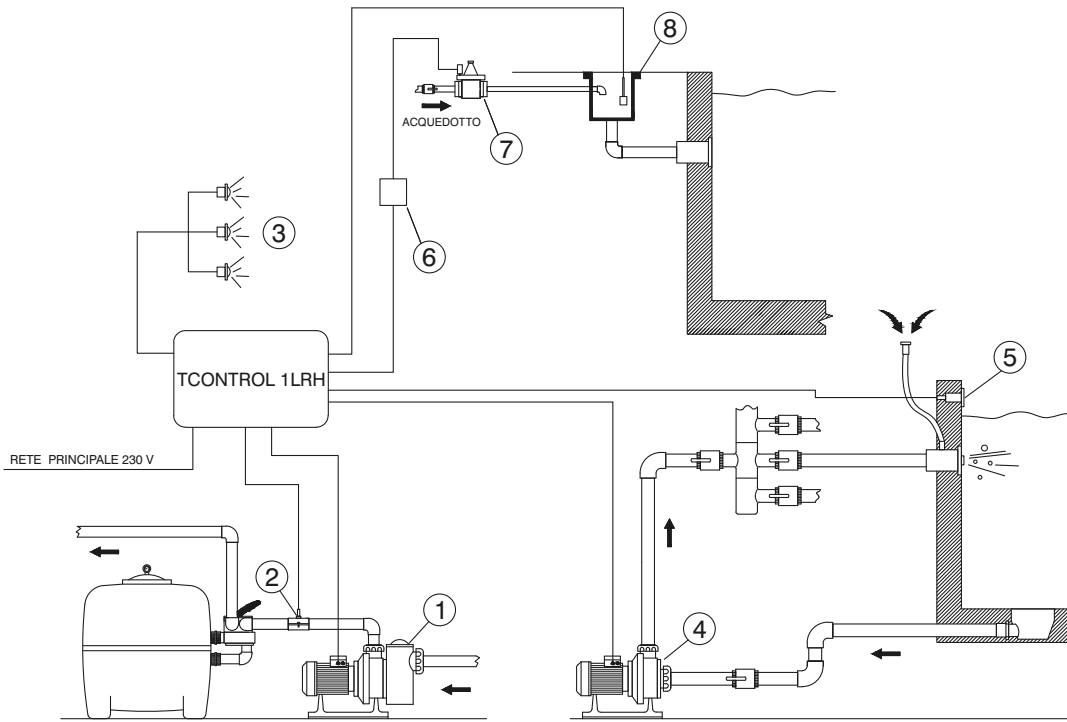 8
ACQUEDOTTO
7
3
6
TCONTROL 1LRH
5
RETE PRINCIPALE 230 V
2
1
4